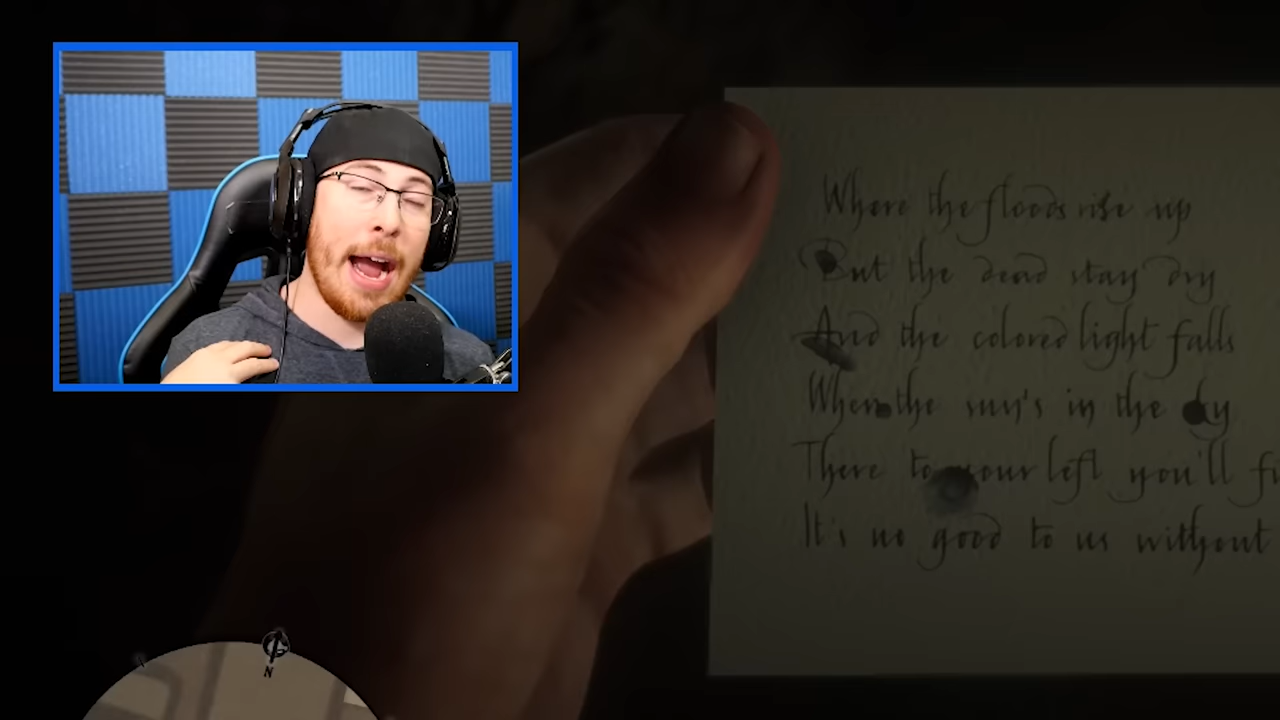 Where the floods rise up
But the dead stay dry
And the colored light falls
When the sun's in the sky
There to your left you'll
It's no good to us without
N